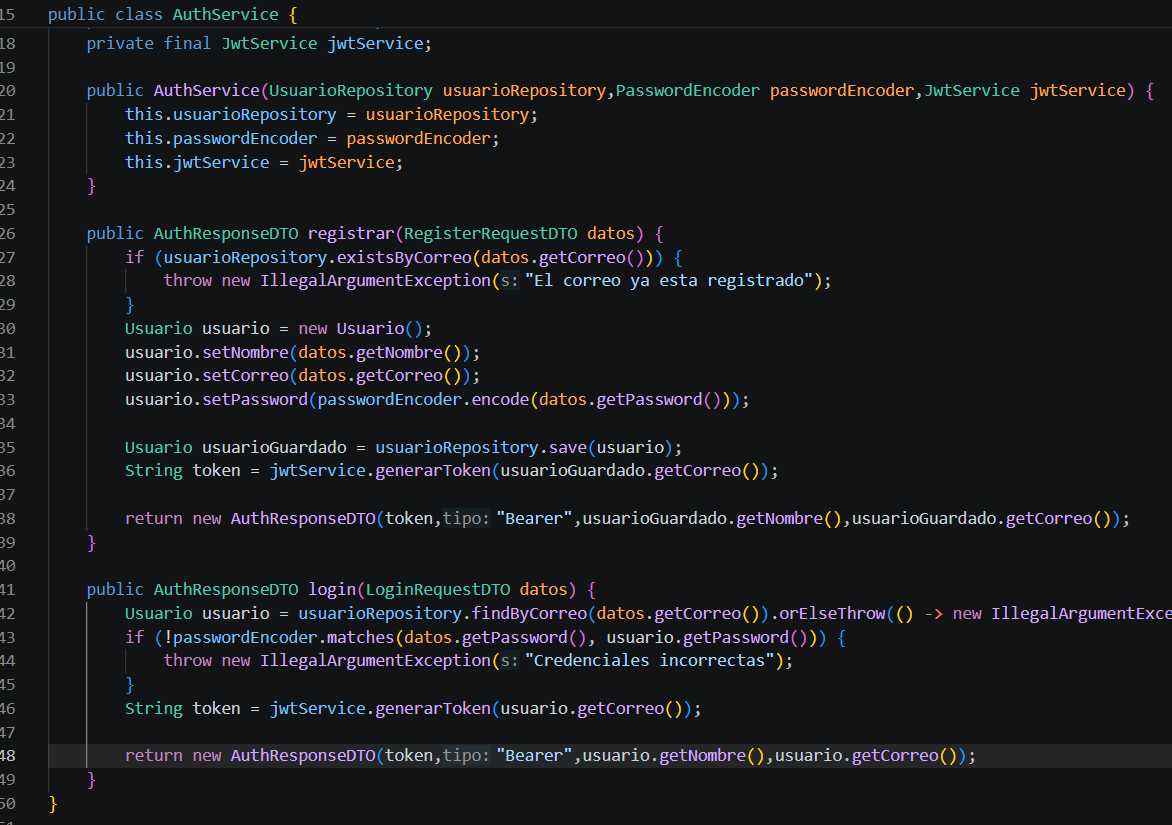 15 public class AuthService {
18 private final JwtService jwtService;
19
20 public AuthService(UsuarioRepository usuarioRepository,PasswordEncoder passwordEncoder,JwtService jwtService) {
21 this.usuarioRepository = usuarioRepository;
22 this.passwordEncoder = passwordEncoder;
23 this.jwtService = jwtService;
24 }
25
26 public AuthResponseDTO registrar(RegisterRequestDTO datos) {
27 if (usuarioRepository.existsByCorreo(datos.getCorreo())) {
28 throw new IllegalArgumentException(s: "El correo ya esta registrado");
29 }
30 Usuario usuario = new Usuario();
31 usuario.setNombre(datos.getNombre());
32 usuario.setCorreo(datos.getCorreo());
33 usuario.setPassword(passwordEncoder.encode(datos.getPassword()));
34
35 Usuario usuarioGuardado = usuarioRepository.save(usuario);
36 String token = jwtService.generarToken(usuarioGuardado.getCorreo());
37
38 return new AuthResponseDTO(token,tipo: "Bearer",usuarioGuardado.getNombre(),usuarioGuardado.getCorreo());
39 }
40
41 public AuthResponseDTO login(LoginRequestDTO datos) {
42 Usuario usuario = usuarioRepository.findByCorreo(datos.getCorreo()).orElseThrow(() -> new IllegalArgumentExce
43 if (!passwordEncoder.matches(datos.getPassword(), usuario.getPassword())) {
44 throw new IllegalArgumentException(s: "Credenciales incorrectas");
45 }
46 String token = jwtService.generarToken(usuario.getCorreo());
47
48 return new AuthResponseDTO(token,tipo: "Bearer",usuario.getNombre(),usuario.getCorreo());
49 }
50 }